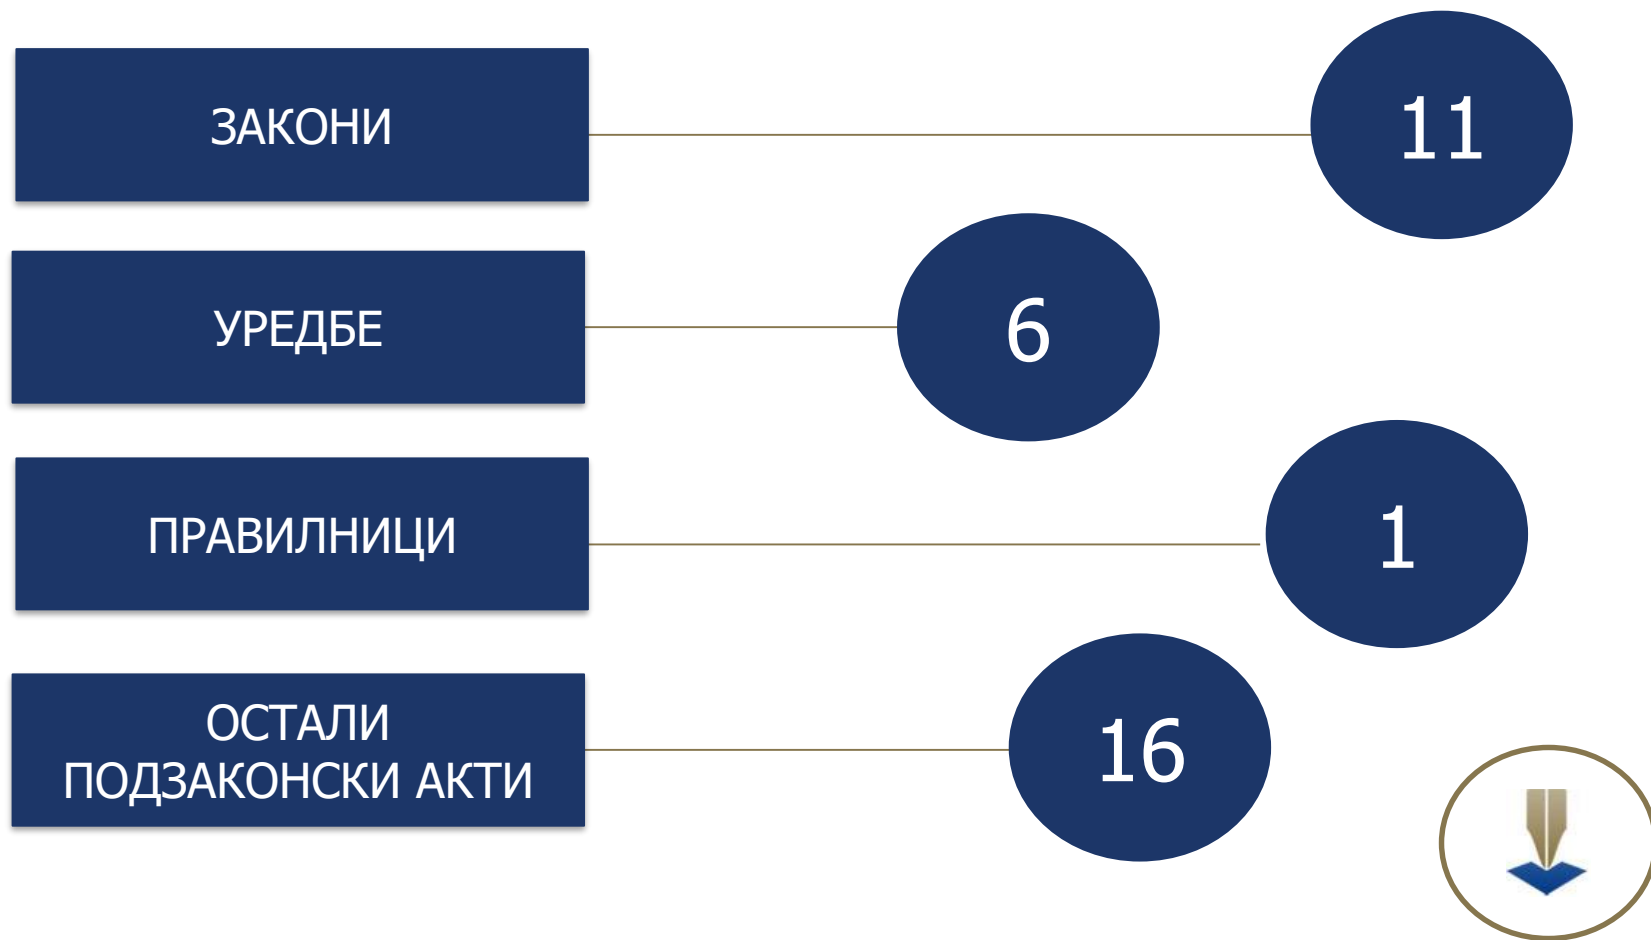 ЗАКОНИ
11
УРЕДБЕ
6
ПРАВИЛНИЦИ
1
ОСТАЛИ
ПОДЗАКОНСКИ АКТИ
16